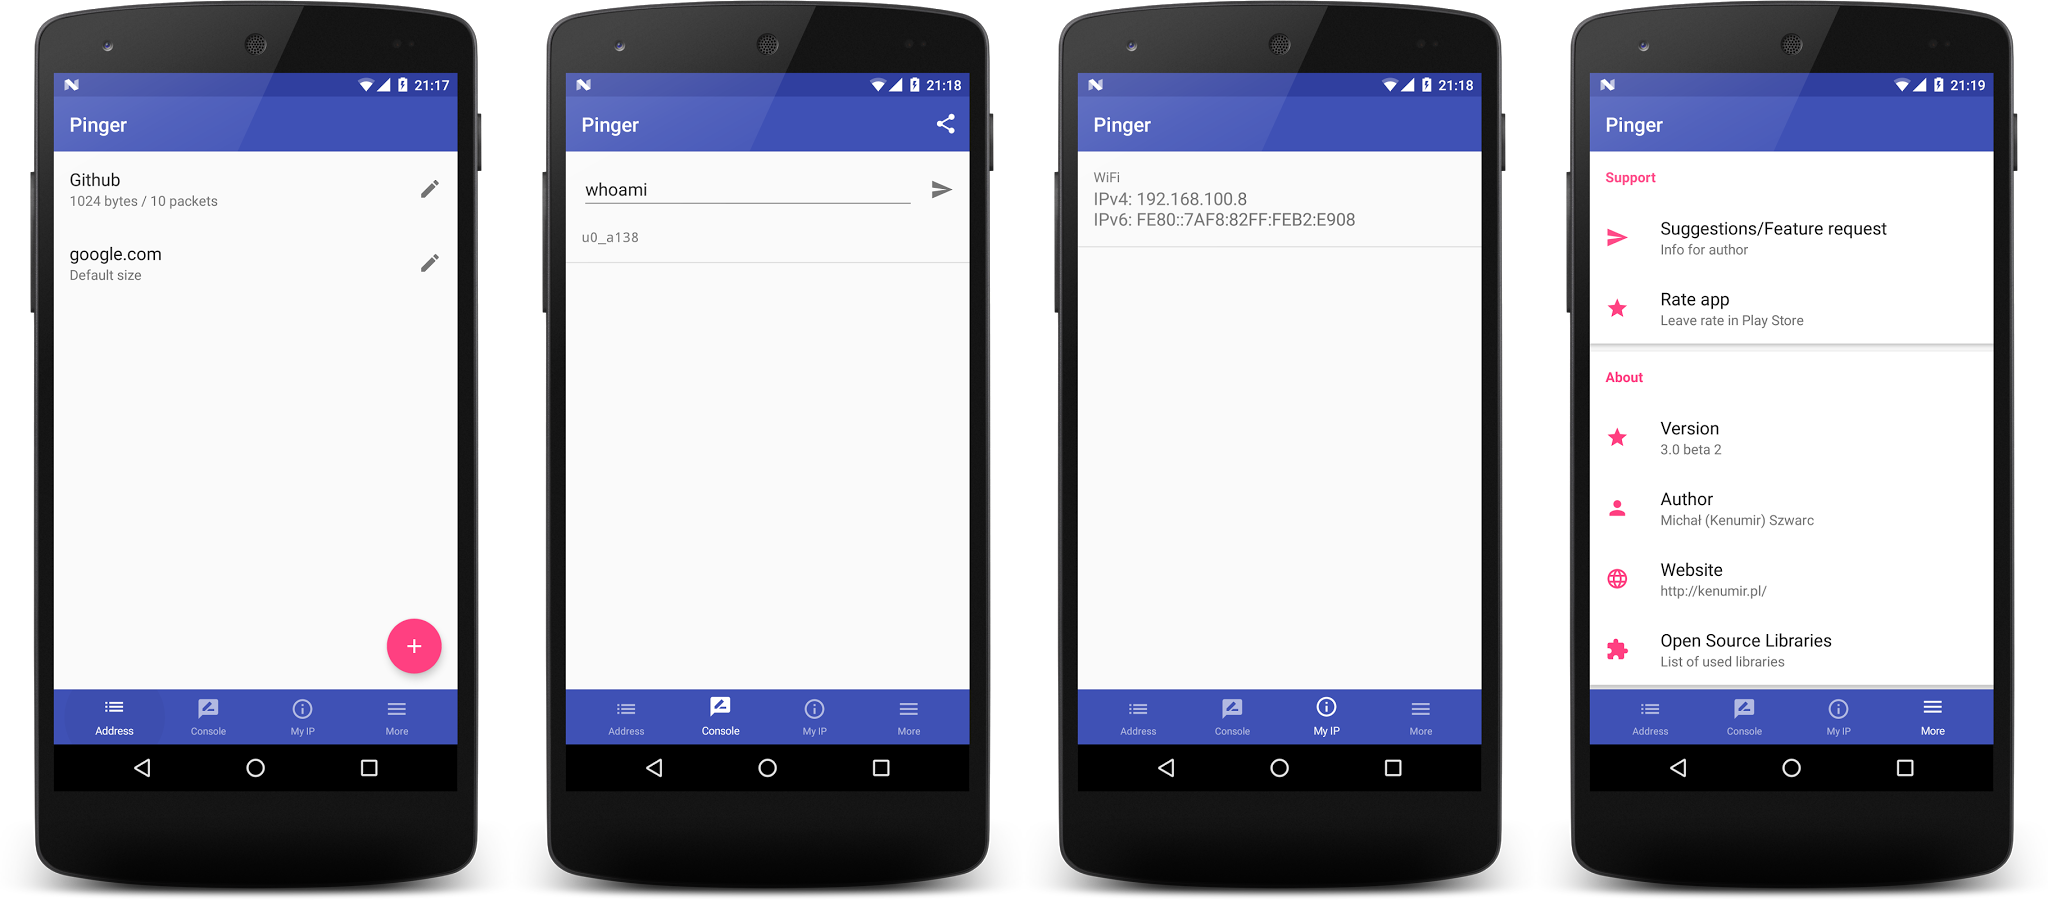 21:17
Pinger
Github
1024 bytes / 10 packets
google.com
Default size
+
Address
Console
My IP
More
21:18
Pinger
whoami
u0_a138
Address
Console
My IP
More
21:18
Pinger
WiFi
IPv4: 192.168.100.8
IPv6: FE80::7AF8:82FF:FEB2:E908
Address
Console
My IP
More
21:19
Pinger
Support
Suggestions/Feature request
Info for author
Rate app
Leave rate in Play Store
About
Version
3.0 beta 2
Author
Michał (Kenumir) Szwarc
Website
http://kenumir.pl/
Open Source Libraries
List of used libraries
Address
Console
My IP
More